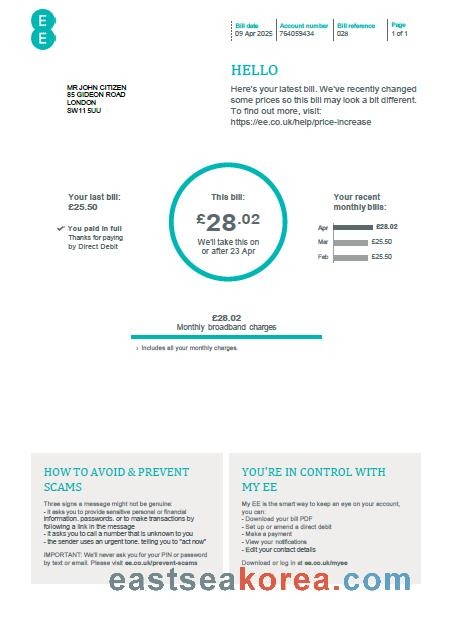 EE
Bill date
09 Apr 2025
Account number
764059434
Bill reference
028
Page
1 of 1
MR JOHN CITIZEN
85 GIDEON ROAD
LONDON
SW11 5UU
HELLO
Here's your latest bill. We've recently changed
some prices so this bill may look a bit different.
To find out more, visit:
https://ee.co.uk/help/price-increase
Your last bill:
£25.50
You paid in full
Thanks for paying
by Direct Debit
This bill:
£28.02
We'll take this on
or after 23 Apr
Your recent
monthly bills:
Apr £28.02
Mar £25.50
Feb £25.50
£28.02
Monthly broadband charges
› Includes all your monthly charges.
HOW TO AVOID & PREVENT
SCAMS
Three signs a message might not be genuine:
- it asks you to provide sensitive personal or financial
information. passwords. or to make transactions by
following a link in the message
- it asks you to call a number that is unknown to you
- the sender uses an urgent tone. telling you to "act now"
IMPORTANT: We'll never ask you for your PIN or password
by text or email. Please visit ee.co.uk/prevent-scams
YOU'RE IN CONTROL WITH
MY EE
My EE is the smart way to keep an eye on your account,
you can:
- Download your bill PDF
- Set up or amend a direct debit
- Make a payment
- View your notifications
- Edit your contact details
Download or log in at ee.co.uk/myee
eastseakorea.com